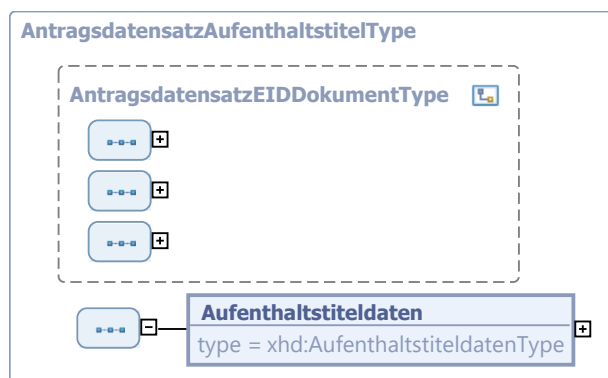 AntragsdatensatzAufenthaltstitelType
AntragsdatensatzEIDDokumentType
Aufenthaltstiteldaten
type = xhd:AufenthaltstiteldatenType